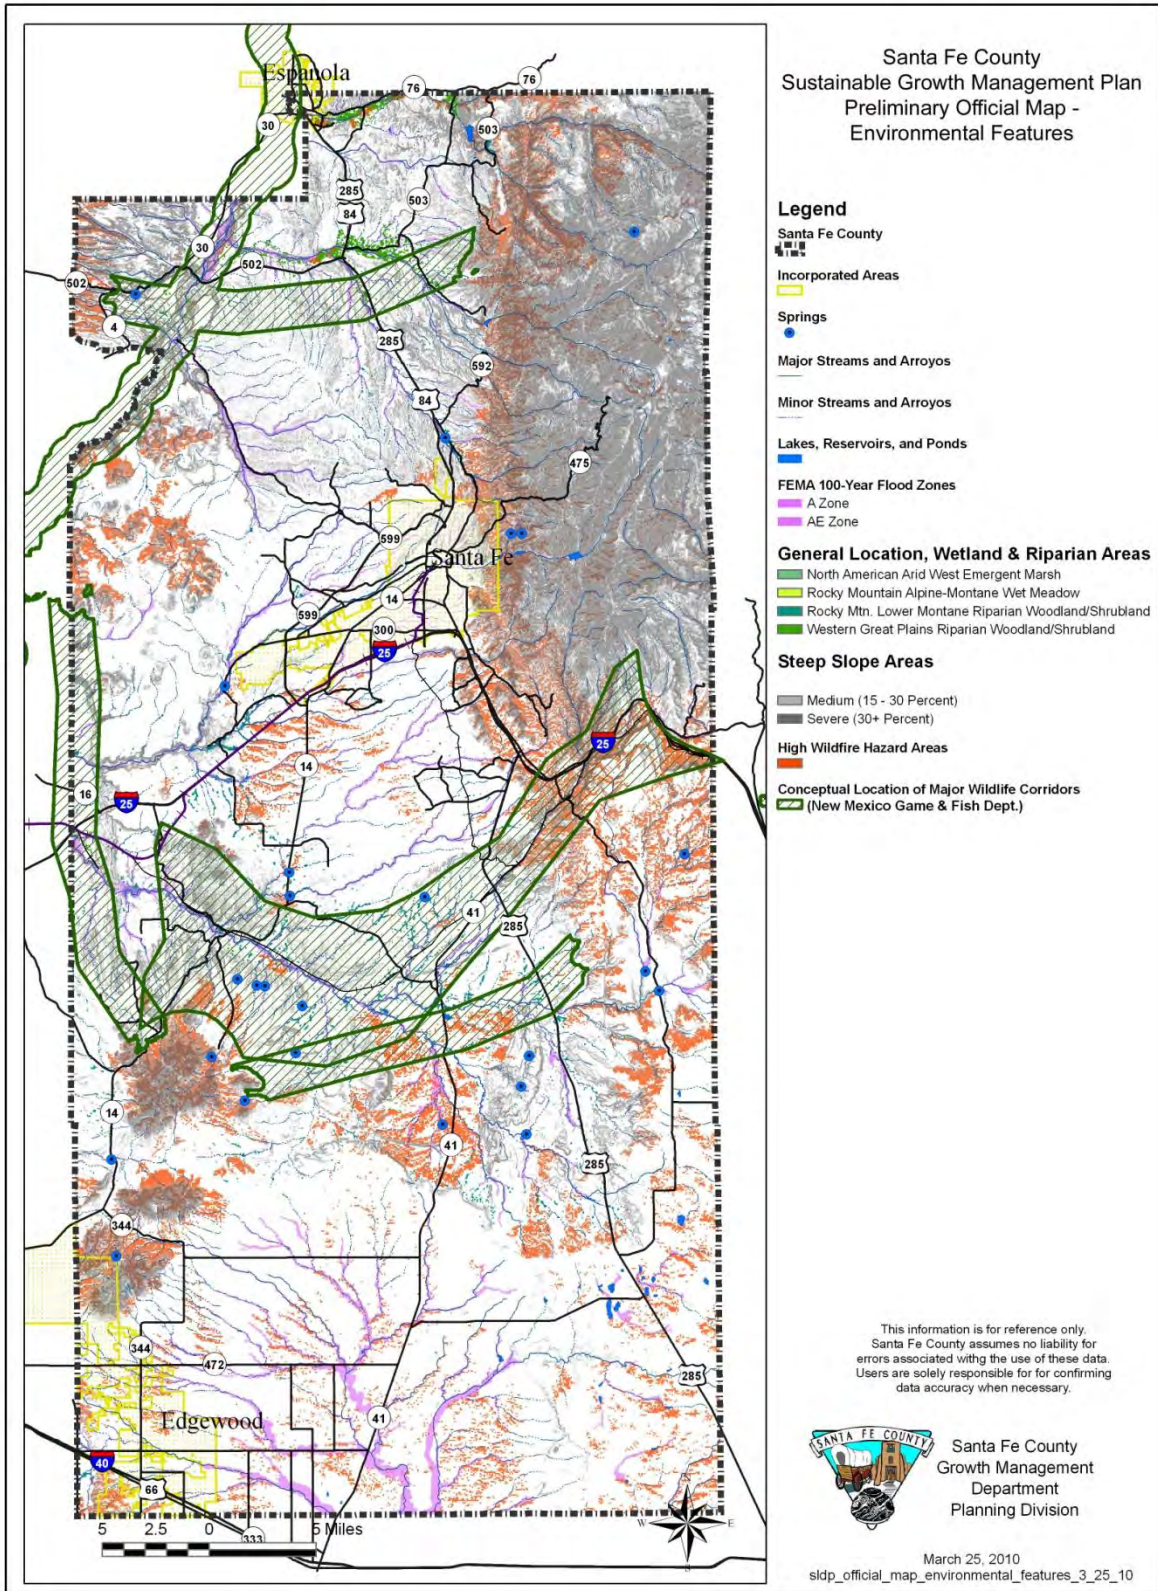 Santa Fe County
Sustainable Growth Management Plan
Preliminary Official Map -
Environmental Features
Legend
Santa Fe County
Incorporated Areas
Springs
Major Streams and Arroyos
Minor Streams and Arroyos
Lakes, Reservoirs, and Ponds
FEMA 100-Year Flood Zones
A Zone
AE Zone
General Location, Wetland & Riparian Areas
North American Arid West Emergent Marsh
Rocky Mountain Alpine-Montane Wet Meadow
Rocky Mtn. Lower Montane Riparian Woodland/Shrubland
Western Great Plains Riparian Woodland/Shrubland
Steep Slope Areas
Medium (15 - 30 Percent)
Severe (30+ Percent)
High Wildfire Hazard Areas
Conceptual Location of Major Wildlife Corridors
(New Mexico Game & Fish Dept.)
Espanola
76
76
30
503
285
84
503
30
502
502
4
285
592
84
475
599
Santa Fe
14
599
300
25
25
14
16
25
41
285
14
41
285
344
344
472
285
41
Edgewood
40
66
333
5 2.5 0 5 Miles
N
W E
S
This information is for reference only.
Santa Fe County assumes no liability for
errors associated withg the use of these data.
Users are solely responsible for for confirming
data accuracy when necessary.
SANTA FE COUNTY
Santa Fe County
Growth Management
Department
Planning Division
March 25, 2010
sldp_official_map_environmental_features_3_25_10